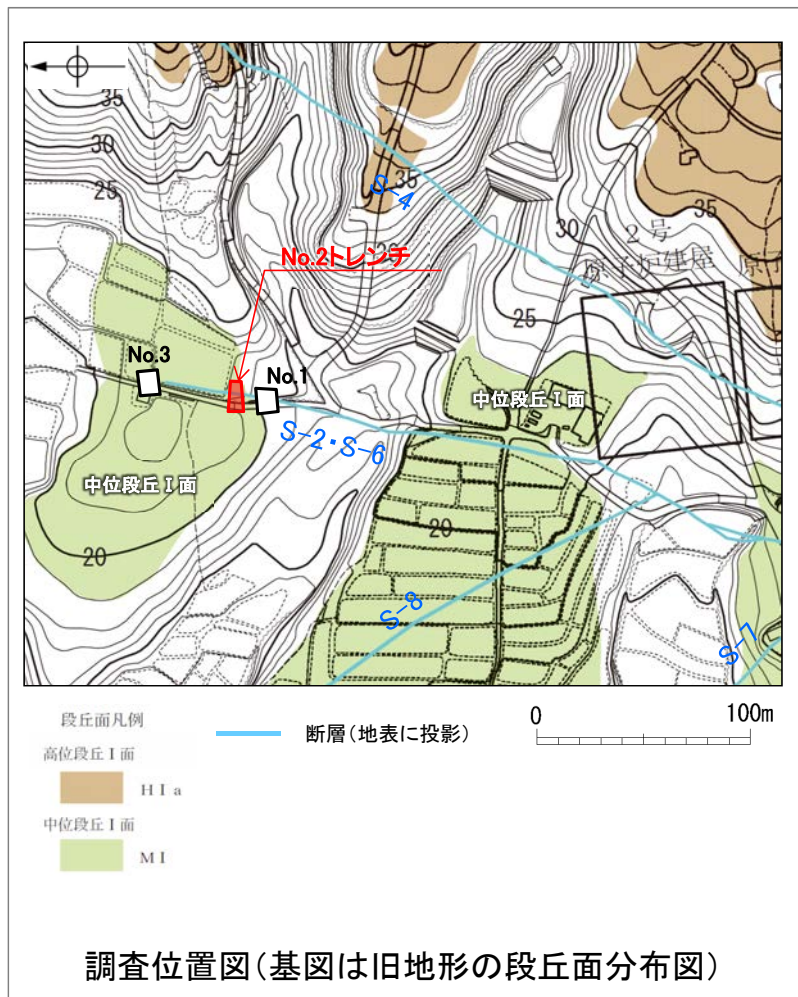 35
30
25
S-4
35
30
35
30
2号
原子炉建屋
原子
25
No.2トレンチ
No.3
No.1
中位段丘Ⅰ面
S-2・S-6
中位段丘Ⅰ面
20
20
S-8
S-7
段丘面凡例
高位段丘Ⅰ面
HⅠa
中位段丘Ⅰ面
MⅠ
断層(地表に投影)
0 100m
調査位置図(基図は旧地形の段丘面分布図)